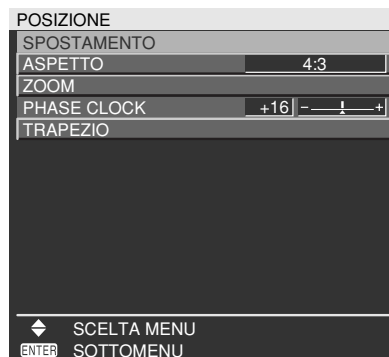 POSIZIONE
SPOSTAMENTO
ASPETTO 4:3
ZOOM
PHASE CLOCK +16 - +
TRAPEZIO
SCELTA MENU
ENTER SOTTOMENU